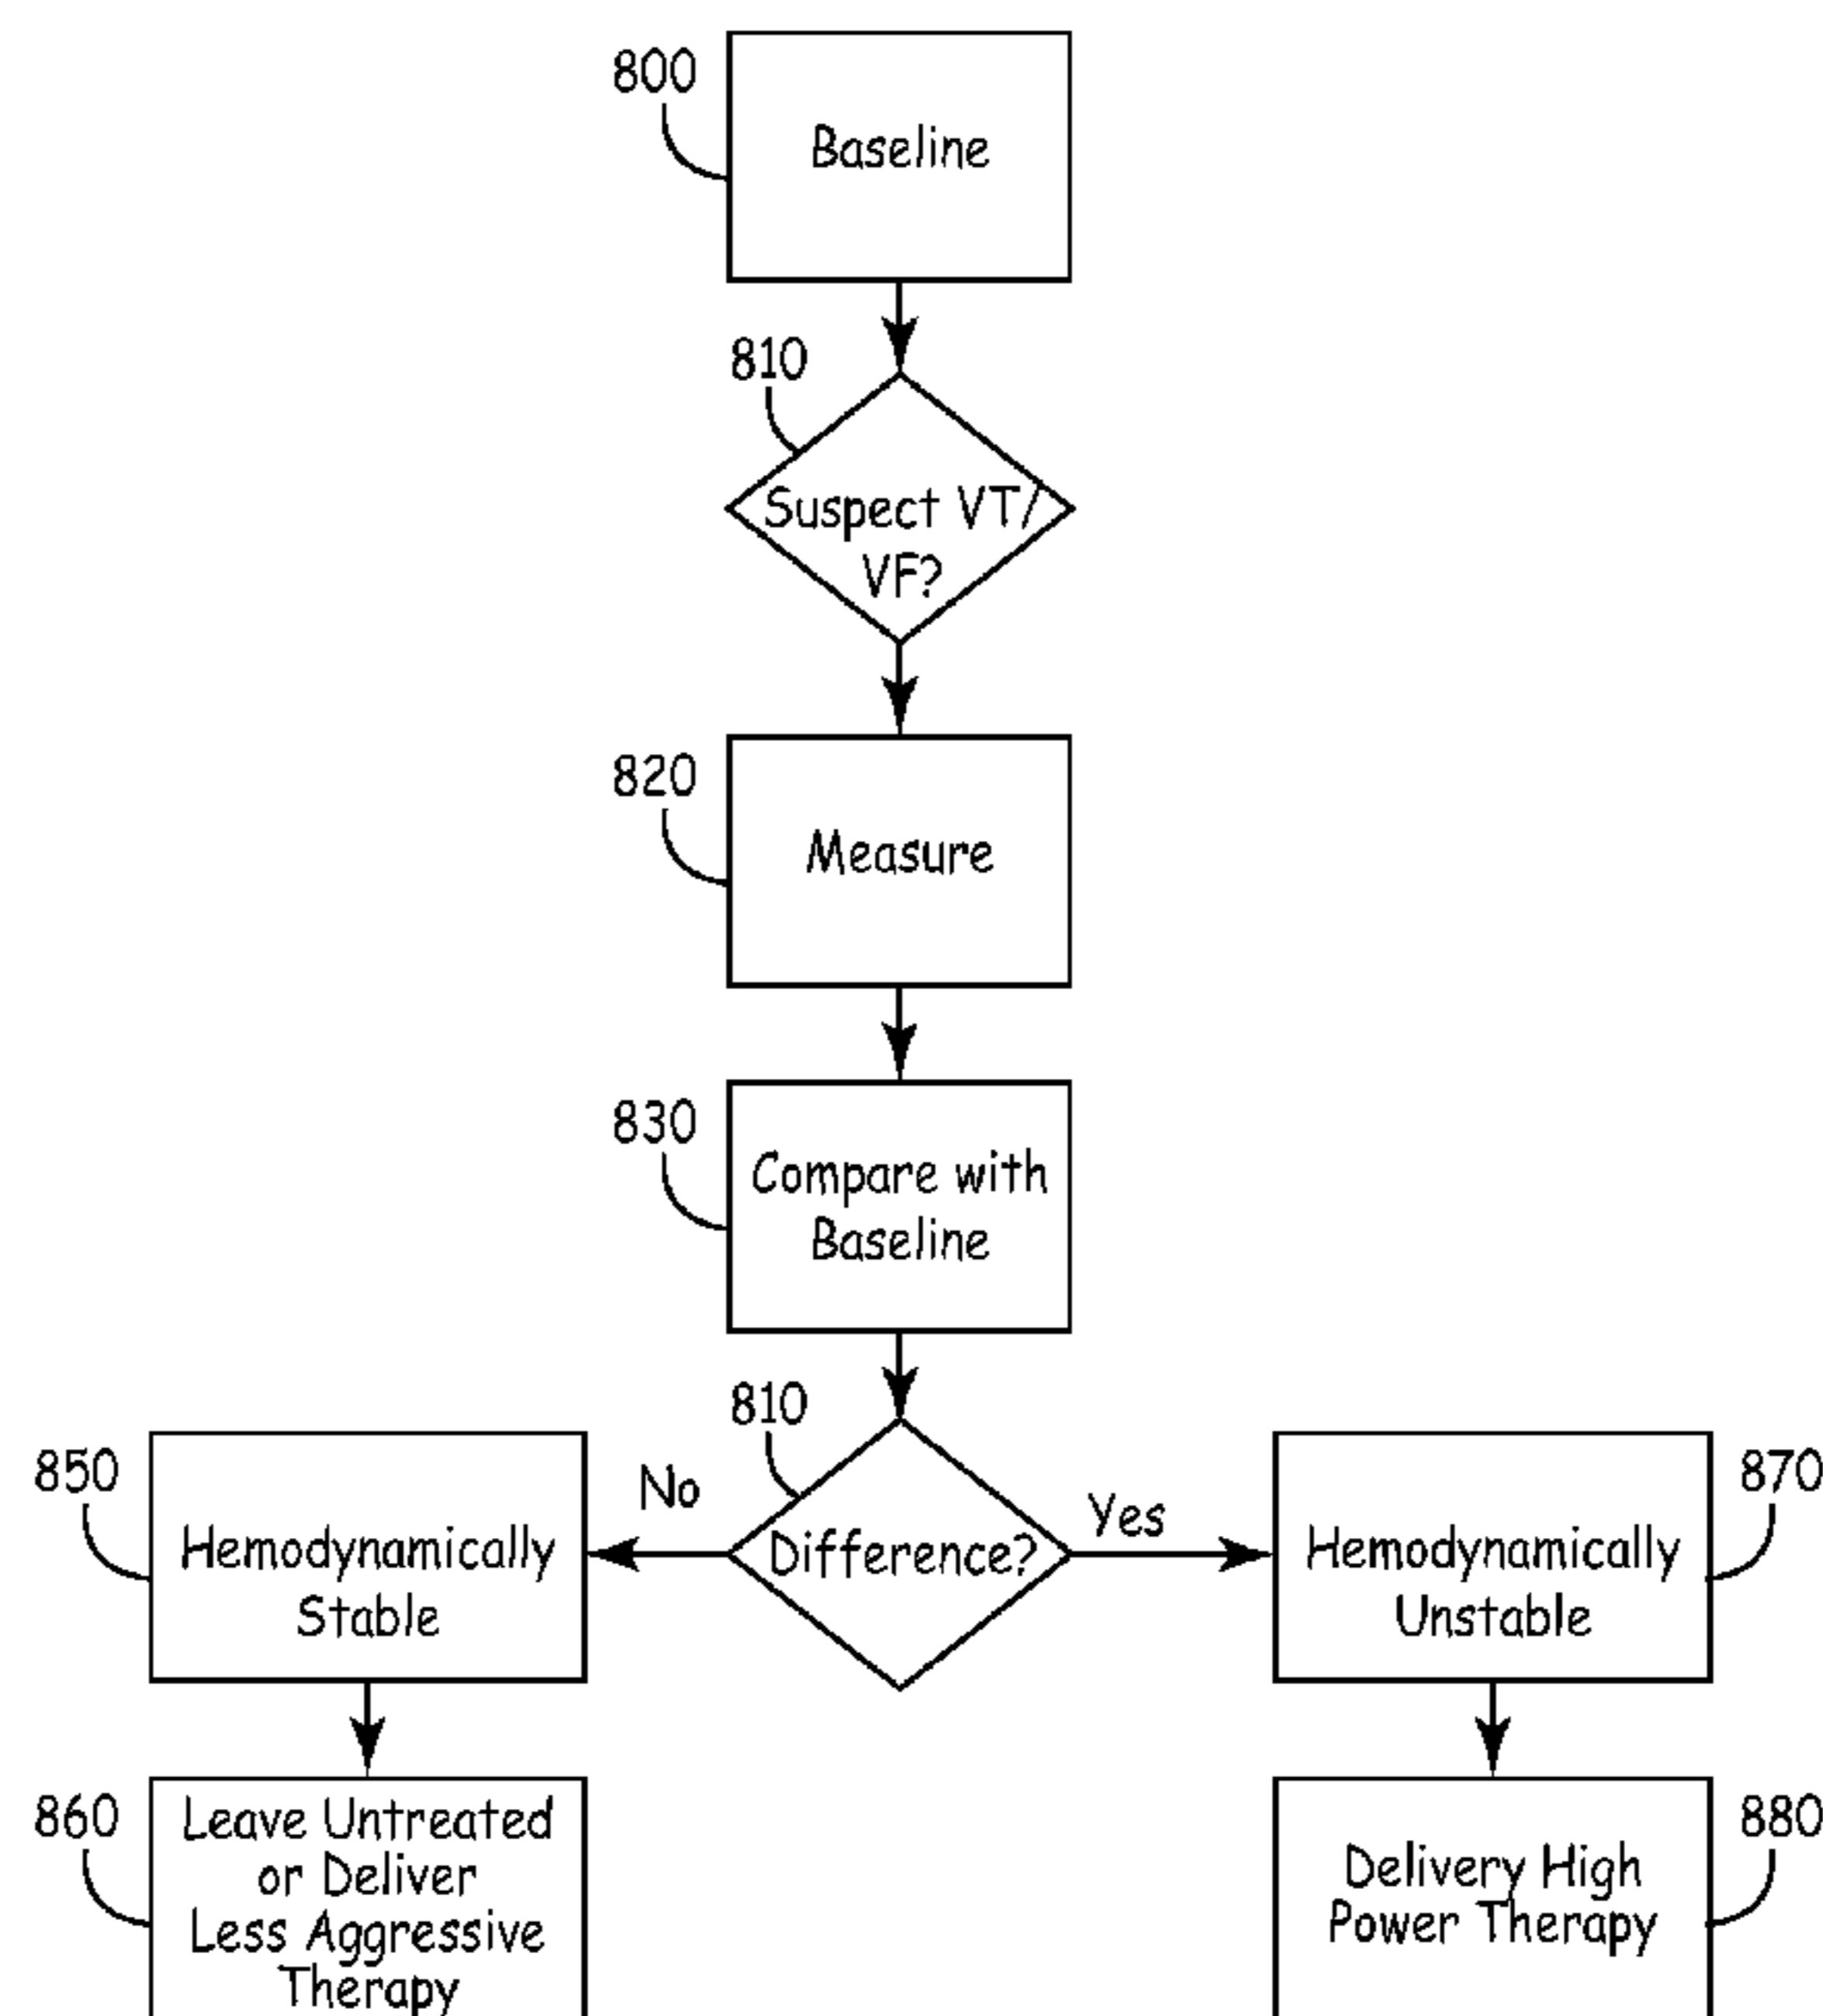 800
Baseline
810
Suspect VT/
VF?
820
Measure
830
Compare with
Baseline
810
Difference?
No
Yes
850
Hemodynamically
Stable
870
Hemodynamically
Unstable
860
Leave Untreated
or Deliver
Less Aggressive
Therapy
880
Delivery High
Power Therapy